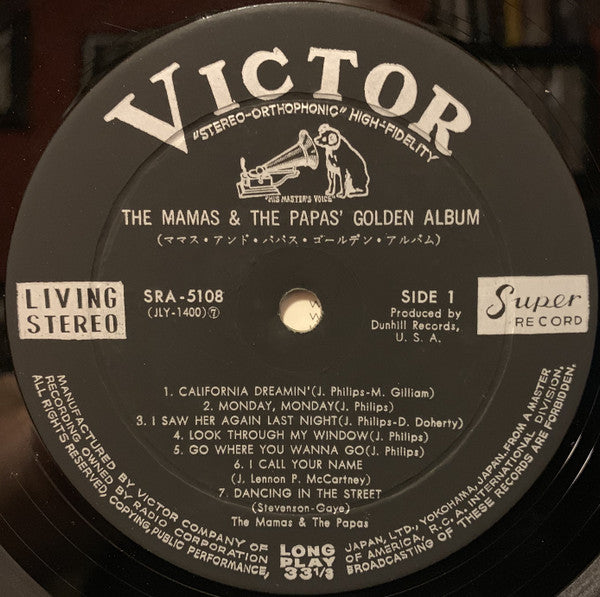 VICTOR
"STEREO-ORTHOPHONIC" HIGH-FIDELITY
"HIS MASTER'S VOICE"
THE MAMAS & THE PAPAS' GOLDEN ALBUM
(ママス・アンド・パパス・ゴールデン・アルバム)
LIVING
STEREO
SRA-5108
(JLY-1400)⑦
SIDE 1
Produced by
Dunhill Records,
U. S. A.
Super
RECORD
1. CALIFORNIA DREAMIN'(J. Philips-M. Gilliam)
2. MONDAY, MONDAY(J. Philips)
3. I SAW HER AGAIN LAST NIGHT(J. Philips-D. Doherty)
4. LOOK THROUGH MY WINDOW(J. Philips)
5. GO WHERE YOU WANNA GO(J. Philips)
6. I CALL YOUR NAME
(J. Lennon P. McCartney)
7. DANCING IN THE STREET
(Stevenson-Gaye)
The Mamas & The Papas
LONG
PLAY
33 1/3
MANUFACTURED BY VICTOR COMPANY OF JAPAN, LTD., YOKOHAMA, JAPAN, FROM A MASTER
RECORDING OWNED BY RADIO CORPORATION OF AMERICA, R.C.A. INTERNATIONAL DIVISION,
ALL RIGHTS RESERVED, COPYING, PUBLIC PERFORMANCE, BROADCASTING OF THESE RECORDS ARE FORBIDDEN.